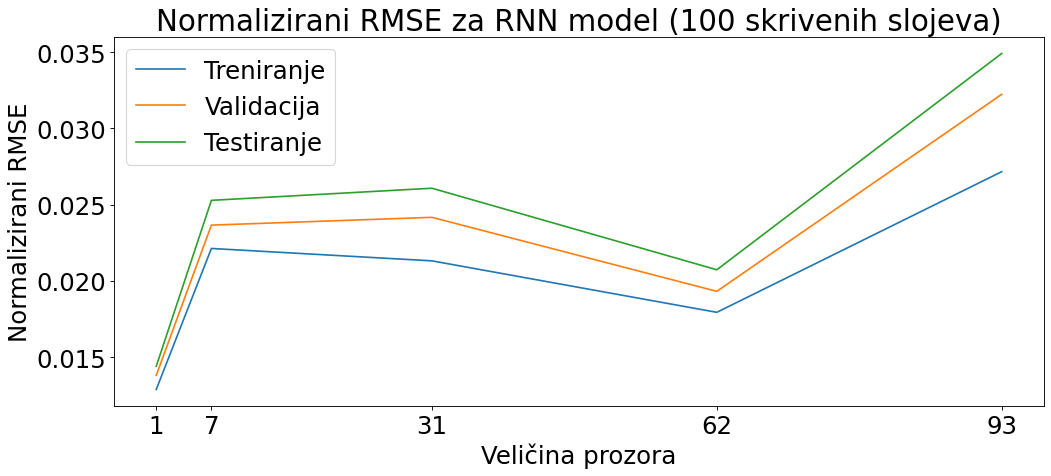 Normalizirani RMSE za RNN model (100 skrivenih slojeva)
Treniranje
Validacija
Testiranje
Normalizirani RMSE
0.035
0.030
0.025
0.020
0.015
1 7 31 62 93
Veličina prozora